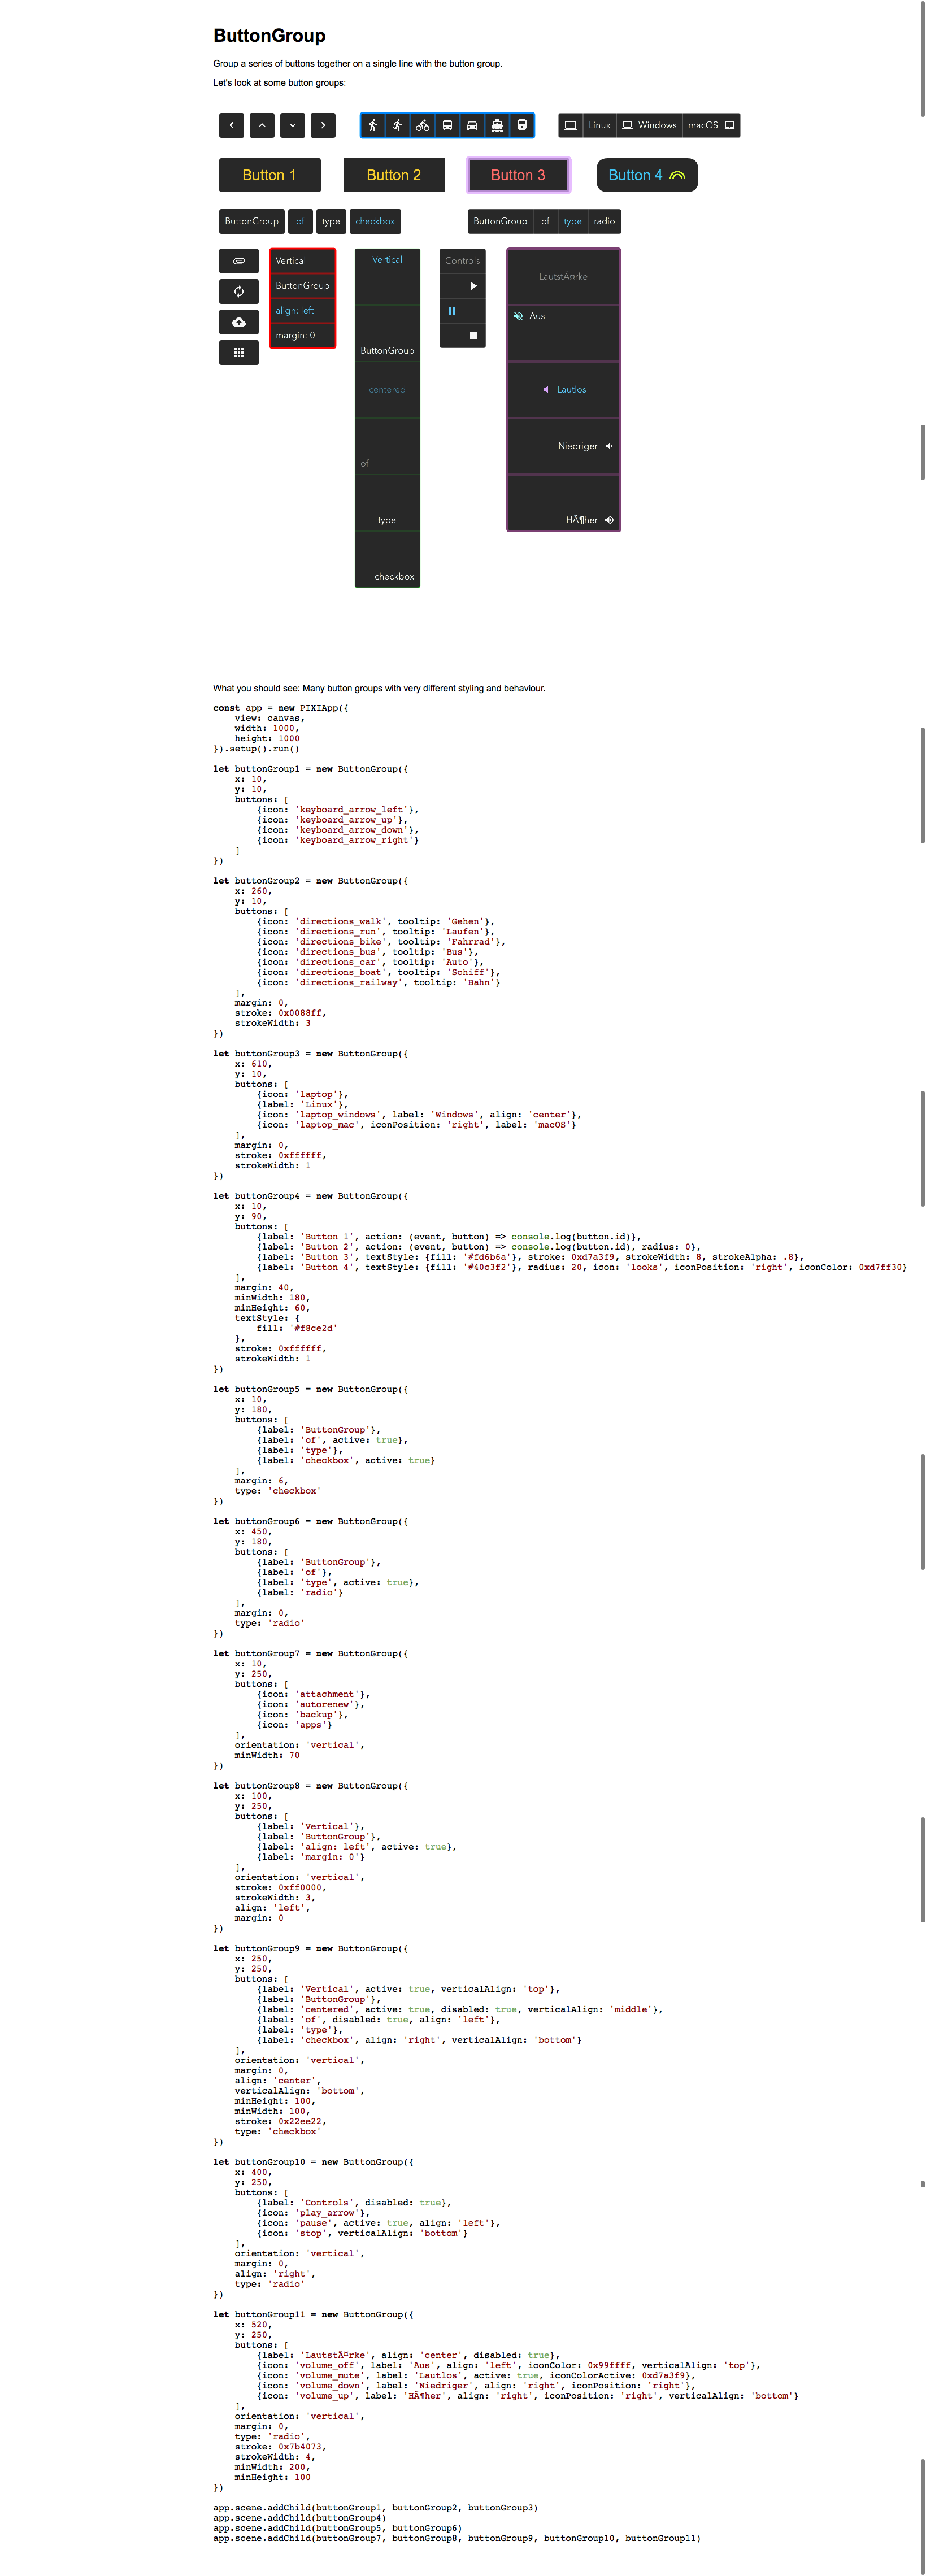 ButtonGroup
Group a series of buttons together on a single line with the button group.
Let's look at some button groups:
Linux Windows macOS
Button 1 Button 2 Button 3 Button 4
ButtonGroup of type checkbox ButtonGroup of type radio
Vertical
ButtonGroup
align: left
margin: 0
Vertical
ButtonGroup
centered
of
type
checkbox
Controls
LautstÃ¤rke
Aus
Lautlos
Niedriger
HÃ¶her
What you should see: Many button groups with very different styling and behaviour.
const app = new PIXIApp({
    view: canvas,
    width: 1000,
    height: 1000
}).setup().run()
let buttonGroup1 = new ButtonGroup({
    x: 10,
    y: 10,
    buttons: [
        {icon: 'keyboard_arrow_left'},
        {icon: 'keyboard_arrow_up'},
        {icon: 'keyboard_arrow_down'},
        {icon: 'keyboard_arrow_right'}
    ]
})
let buttonGroup2 = new ButtonGroup({
    x: 260,
    y: 10,
    buttons: [
        {icon: 'directions_walk', tooltip: 'Gehen'},
        {icon: 'directions_run', tooltip: 'Laufen'},
        {icon: 'directions_bike', tooltip: 'Fahrrad'},
        {icon: 'directions_bus', tooltip: 'Bus'},
        {icon: 'directions_car', tooltip: 'Auto'},
        {icon: 'directions_boat', tooltip: 'Schiff'},
        {icon: 'directions_railway', tooltip: 'Bahn'}
    ],
    margin: 0,
    stroke: 0x0088ff,
    strokeWidth: 3
})
let buttonGroup3 = new ButtonGroup({
    x: 610,
    y: 10,
    buttons: [
        {icon: 'laptop'},
        {label: 'Linux'},
        {icon: 'laptop_windows', label: 'Windows', align: 'center'},
        {icon: 'laptop_mac', iconPosition: 'right', label: 'macOS'}
    ],
    margin: 0,
    stroke: 0xffffff,
    strokeWidth: 1
})
let buttonGroup4 = new ButtonGroup({
    x: 10,
    y: 90,
    buttons: [
        {label: 'Button 1', action: (event, button) => console.log(button.id)},
        {label: 'Button 2', action: (event, button) => console.log(button.id), radius: 0},
        {label: 'Button 3', textStyle: {fill: '#fd6b6a'}, stroke: 0xd7a3f9, strokeWidth: 8, strokeAlpha: .8},
        {label: 'Button 4', textStyle: {fill: '#40c3f2'}, radius: 20, icon: 'looks', iconPosition: 'right', iconColor: 0xd7ff30}
    ],
    margin: 40,
    minWidth: 180,
    minHeight: 60,
    textStyle: {
        fill: '#f8ce2d'
    },
    stroke: 0xffffff,
    strokeWidth: 1
})
let buttonGroup5 = new ButtonGroup({
    x: 10,
    y: 180,
    buttons: [
        {label: 'ButtonGroup'},
        {label: 'of', active: true},
        {label: 'type'},
        {label: 'checkbox', active: true}
    ],
    margin: 6,
    type: 'checkbox'
})
let buttonGroup6 = new ButtonGroup({
    x: 450,
    y: 180,
    buttons: [
        {label: 'ButtonGroup'},
        {label: 'of'},
        {label: 'type', active: true},
        {label: 'radio'}
    ],
    margin: 0,
    type: 'radio'
})
let buttonGroup7 = new ButtonGroup({
    x: 10,
    y: 250,
    buttons: [
        {icon: 'attachment'},
        {icon: 'autorenew'},
        {icon: 'backup'},
        {icon: 'apps'}
    ],
    orientation: 'vertical',
    minWidth: 70
})
let buttonGroup8 = new ButtonGroup({
    x: 100,
    y: 250,
    buttons: [
        {label: 'Vertical'},
        {label: 'ButtonGroup'},
        {label: 'align: left', active: true},
        {label: 'margin: 0'}
    ],
    orientation: 'vertical',
    stroke: 0xff0000,
    strokeWidth: 3,
    align: 'left',
    margin: 0
})
let buttonGroup9 = new ButtonGroup({
    x: 250,
    y: 250,
    buttons: [
        {label: 'Vertical', active: true, verticalAlign: 'top'},
        {label: 'ButtonGroup'},
        {label: 'centered', active: true, disabled: true, verticalAlign: 'middle'},
        {label: 'of', disabled: true, align: 'left'},
        {label: 'type'},
        {label: 'checkbox', align: 'right', verticalAlign: 'bottom'}
    ],
    orientation: 'vertical',
    margin: 0,
    align: 'center',
    verticalAlign: 'bottom',
    minHeight: 100,
    minWidth: 100,
    stroke: 0x22ee22,
    type: 'checkbox'
})
let buttonGroup10 = new ButtonGroup({
    x: 400,
    y: 250,
    buttons: [
        {label: 'Controls', disabled: true},
        {icon: 'play_arrow'},
        {icon: 'pause', active: true, align: 'left'},
        {icon: 'stop', verticalAlign: 'bottom'}
    ],
    orientation: 'vertical',
    margin: 0,
    align: 'right',
    type: 'radio'
})
let buttonGroup11 = new ButtonGroup({
    x: 520,
    y: 250,
    buttons: [
        {label: 'LautstÃ¤rke', align: 'center', disabled: true},
        {icon: 'volume_off', label: 'Aus', align: 'left', iconColor: 0x99ffff, verticalAlign: 'top'},
        {icon: 'volume_mute', label: 'Lautlos', active: true, iconColorActive: 0xd7a3f9},
        {icon: 'volume_down', label: 'Niedriger', align: 'right', iconPosition: 'right'},
        {icon: 'volume_up', label: 'HÃ¶her', align: 'right', iconPosition: 'right', verticalAlign: 'bottom'}
    ],
    orientation: 'vertical',
    margin: 0,
    type: 'radio',
    stroke: 0x7b4073,
    strokeWidth: 4,
    minWidth: 200,
    minHeight: 100
})
app.scene.addChild(buttonGroup1, buttonGroup2, buttonGroup3)
app.scene.addChild(buttonGroup4)
app.scene.addChild(buttonGroup5, buttonGroup6)
app.scene.addChild(buttonGroup7, buttonGroup8, buttonGroup9, buttonGroup10, buttonGroup11)